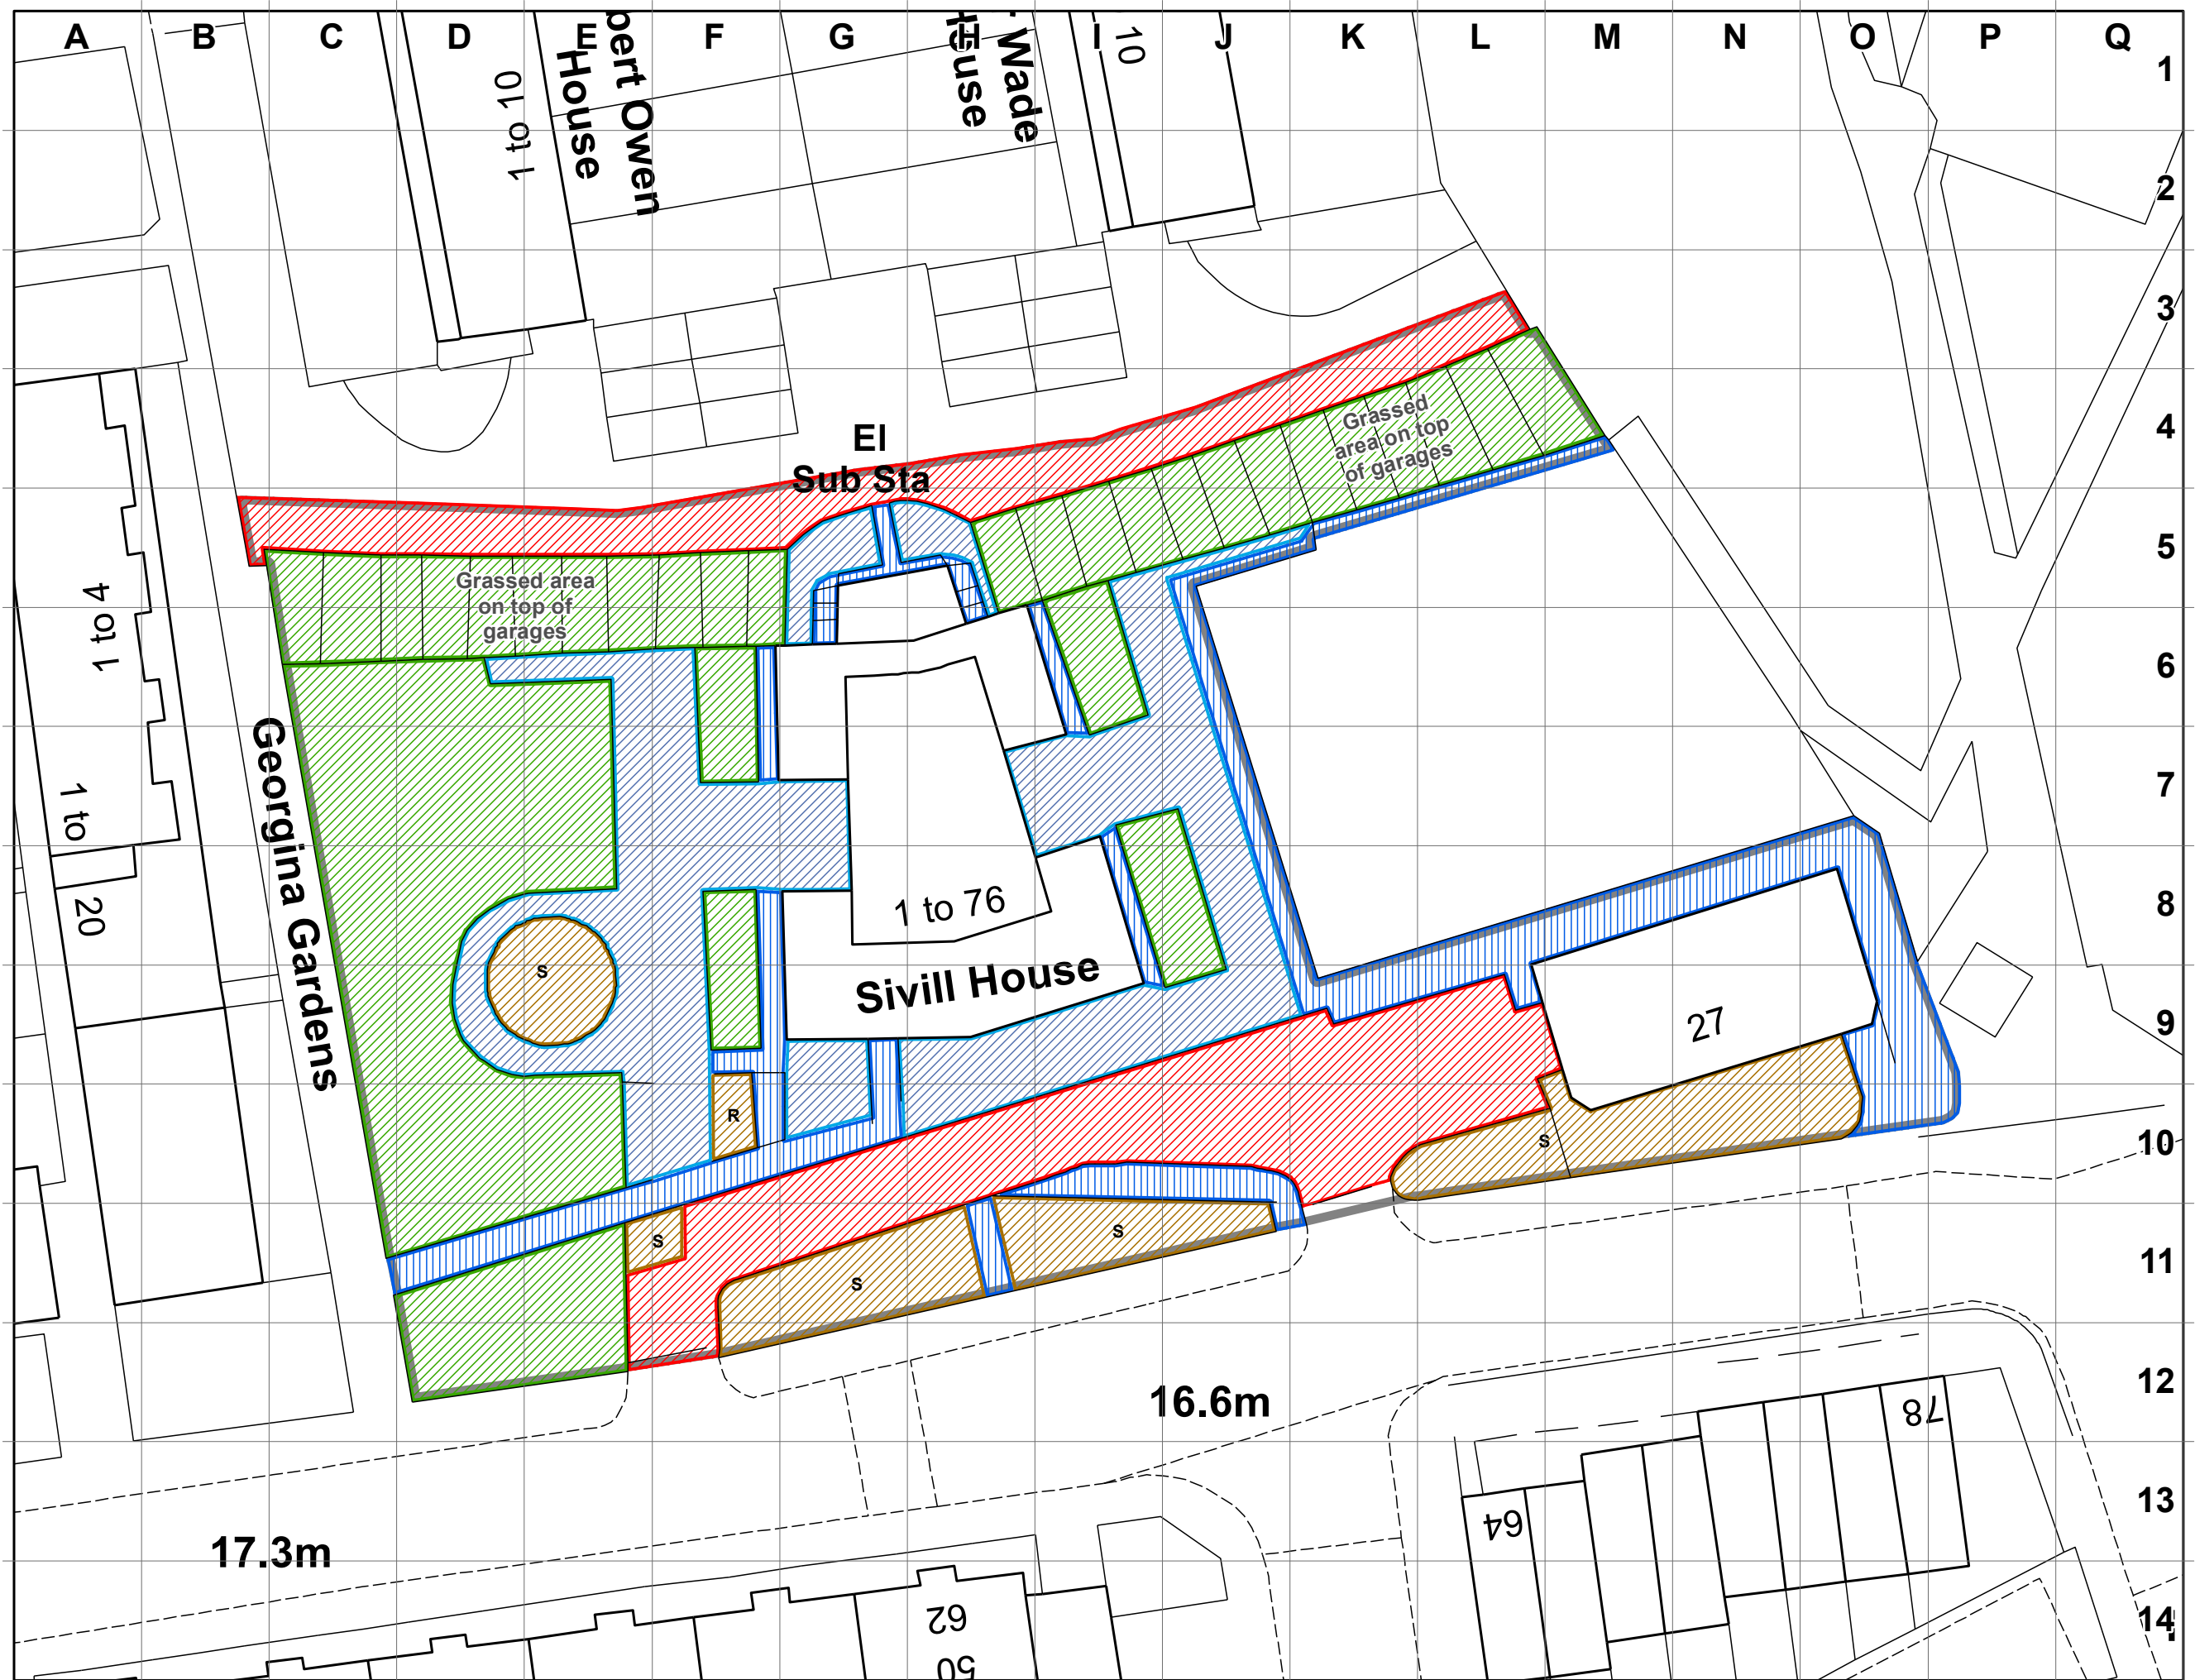 A B C D E F G H I J K L M N O P Q
1
2
3
4
5
6
7
8
9
10
11
12
13
14
1 to 10
bert Owen
House
Wade
House
10
El
Sub Sta
Grassed
area on top
of garages
Grassed area
on top of
garages
1 to 4
1 to
20
Georgina Gardens
1 to 76
Sivill House
27
S
R
S
S
S
S
16.6m
17.3m
78
64
62
50